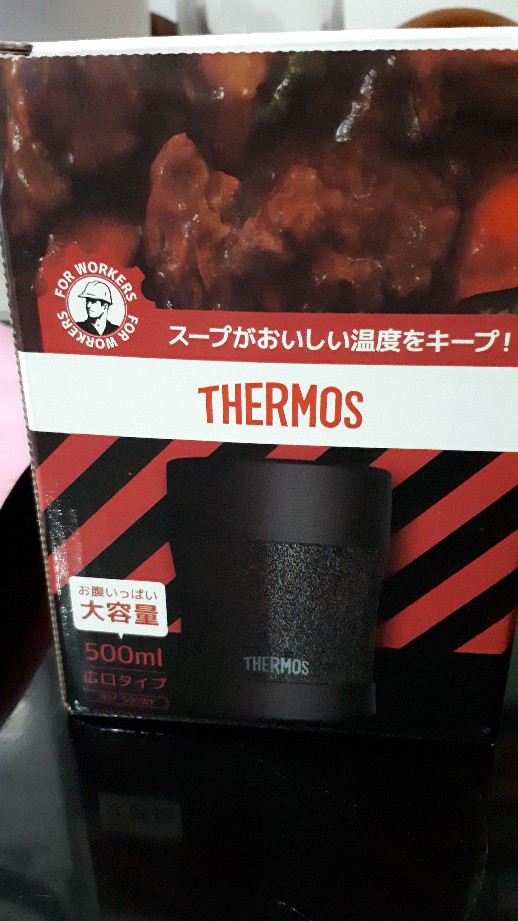 FOR WORKERS FOR WORKERS
スープがおいしい温度をキープ!
THERMOS
お腹いっぱい
大容量
500ml
広口タイプ
THERMOS